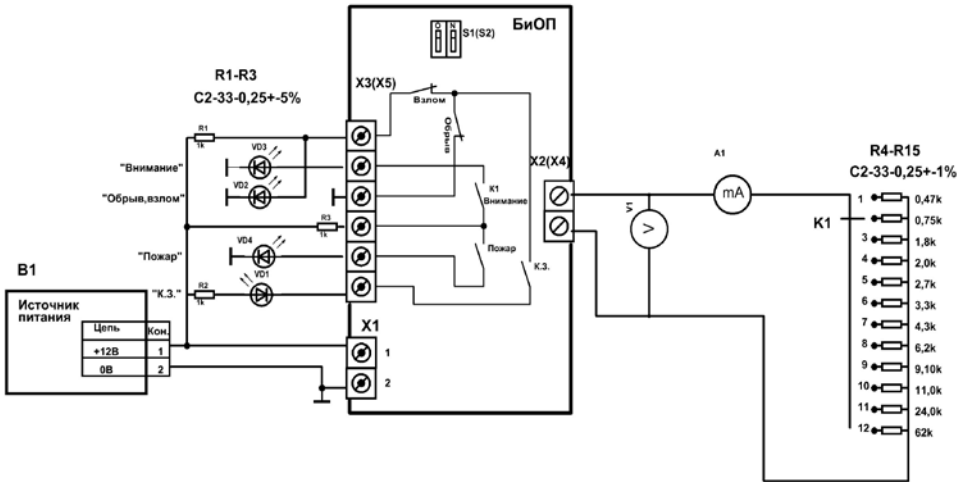 БиОП
O N
S1(S2)
R1-R3
С2-33-0,25+-5%
X3(X5)
Взлом
Обрыв
R1
1k
VD3
"Внимание"
VD2
"Обрыв,взлом"
K1
Внимание
R3
1k
VD4
"Пожар"
Пожар
VD1
"К.З."
R2
1k
К.З.
X2(X4)
A1
mA
V1
V
R4-R15
С2-33-0,25+-1%
K1
1 0,47k
0,75k
3 1,8k
4 2,0k
5 2,7k
6 3,3k
7 4,3k
8 6,2k
9 9,10k
10 11,0k
11 24,0k
12 62k
B1
Источник
питания
Цепь Кон.
+12В 1
0В 2
X1
1
2